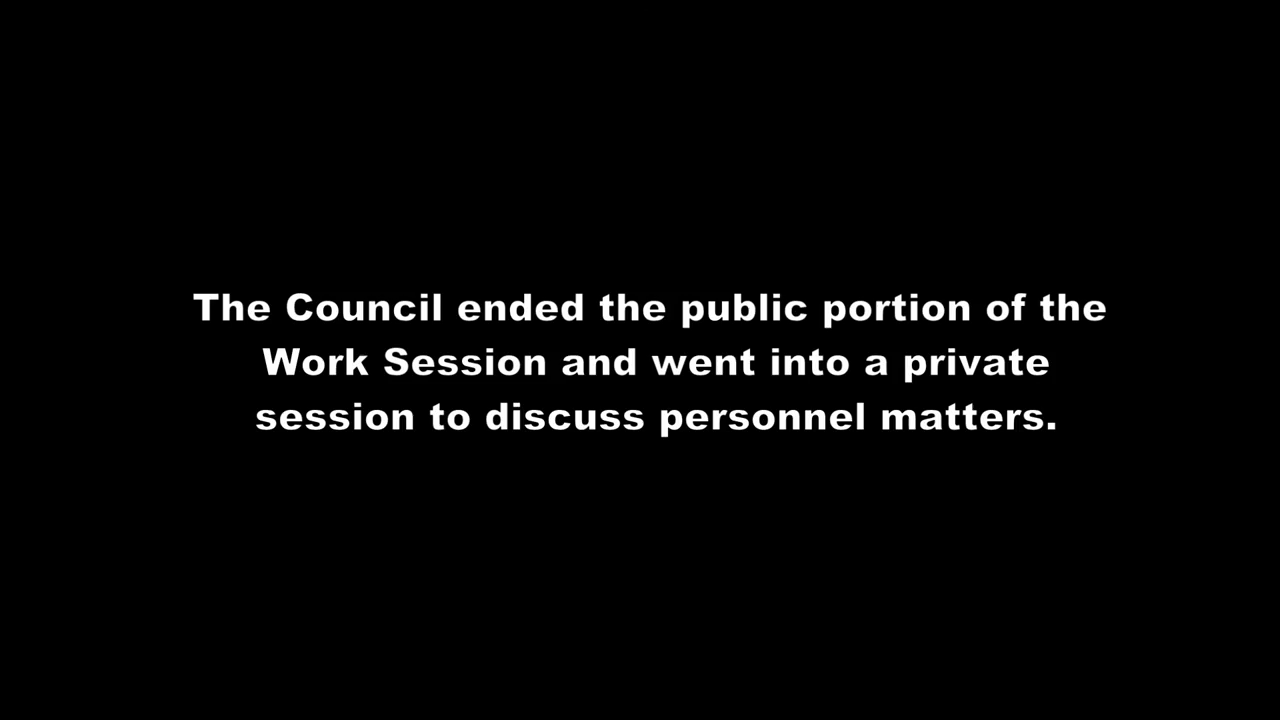 The Council ended the public portion of the
Work Session and went into a private
session to discuss personnel matters.